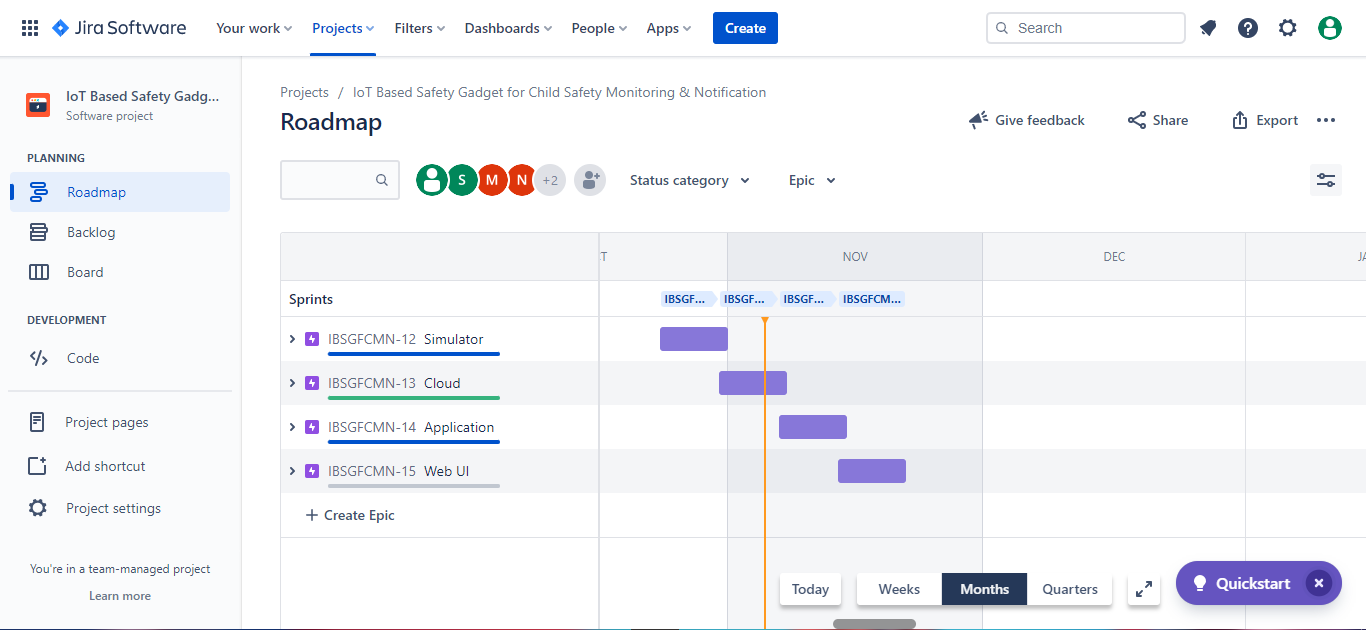 Jira Software Your work Projects Filters Dashboards People Apps Create Search
IoT Based Safety Gadg...
Software project
PLANNING
Roadmap
Backlog
Board
DEVELOPMENT
Code
Project pages
Add shortcut
Project settings
You're in a team-managed project
Learn more
Projects / IoT Based Safety Gadget for Child Safety Monitoring & Notification
Roadmap
Give feedback Share Export
S M N +2 Status category Epic
T NOV DEC JA
Sprints IBSGF... IBSGF... IBSGF... IBSGFCM...
IBSGFCMN-12 Simulator
IBSGFCMN-13 Cloud
IBSGFCMN-14 Application
IBSGFCMN-15 Web UI
+ Create Epic
Today Weeks Months Quarters
Quickstart